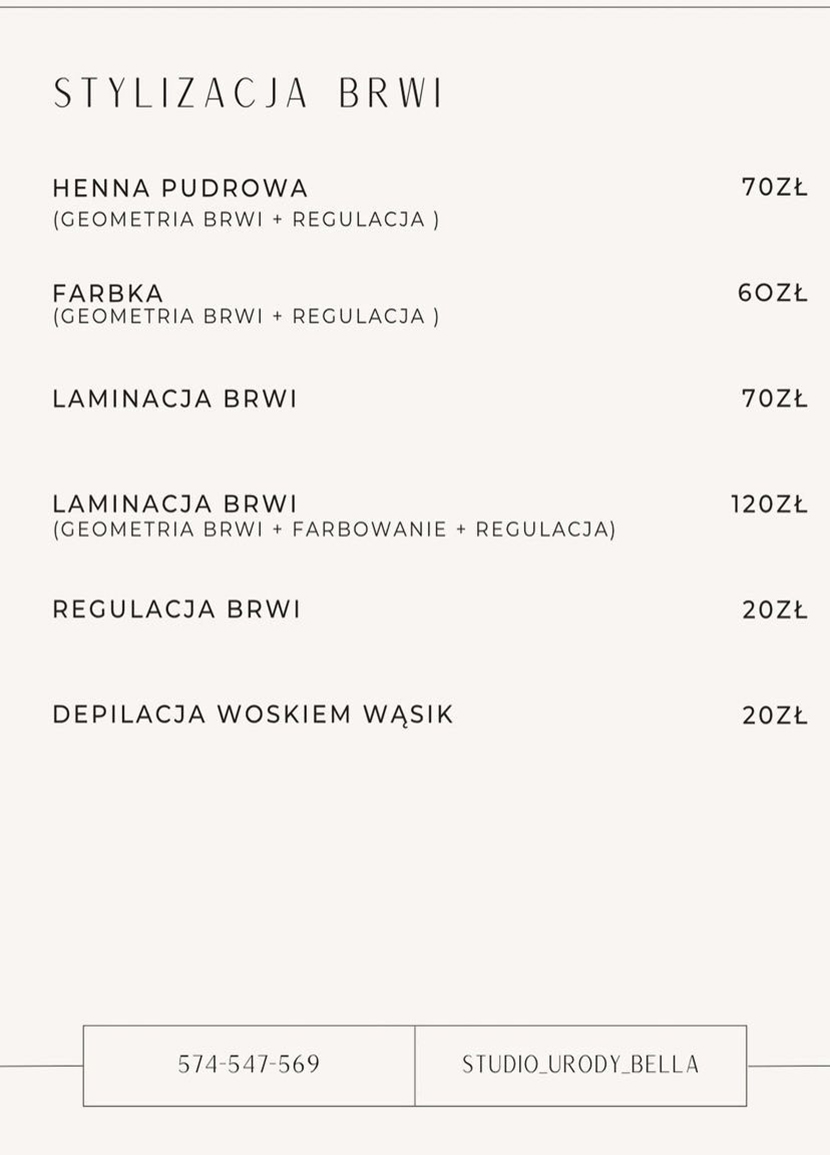 STYLIZACJA BRWI
HENNA PUDROWA 70ZŁ
(GEOMETRIA BRWI + REGULACJA )
FARBKA 60ZŁ
(GEOMETRIA BRWI + REGULACJA )
LAMINACJA BRWI 70ZŁ
LAMINACJA BRWI 120ZŁ
(GEOMETRIA BRWI + FARBOWANIE + REGULACJA)
REGULACJA BRWI 20ZŁ
DEPILACJA WOSKIEM WĄSIK 20ZŁ
574-547-569 STUDIO_URODY_BELLA